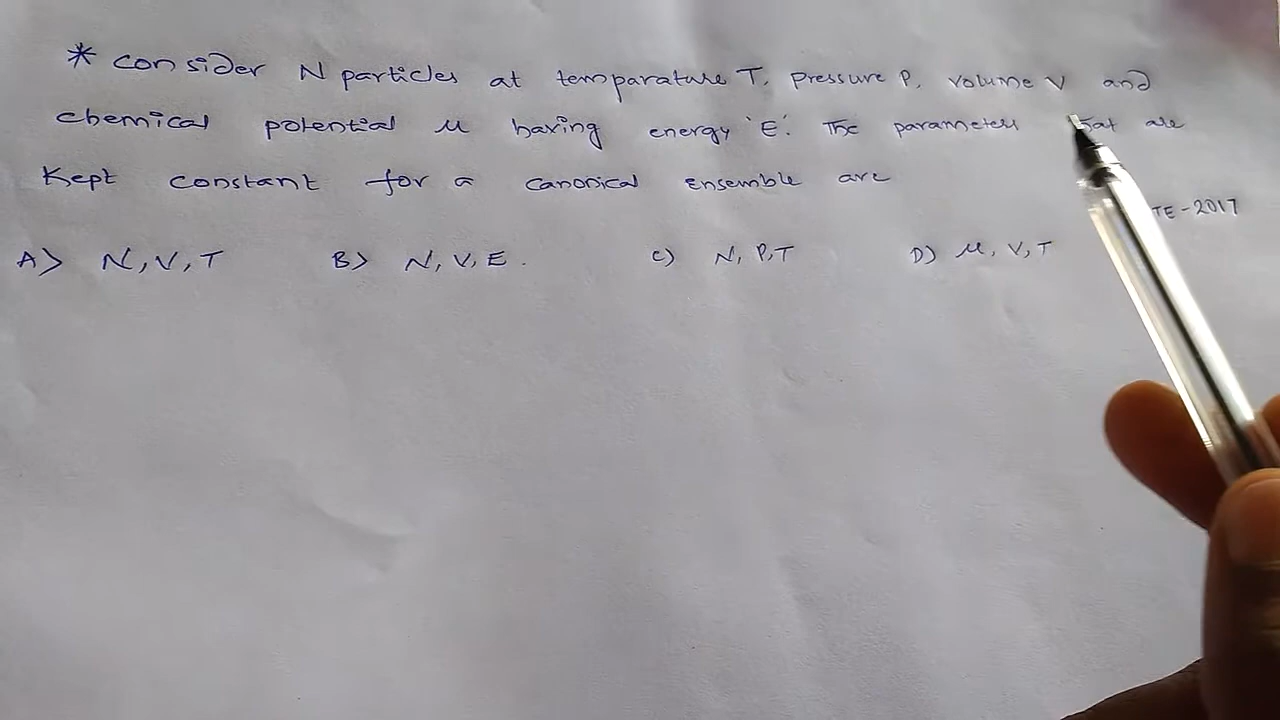 * consider N particles at temparature T, pressure P, volume V and
chemical potential μ having energy 'E'. The parameters are
Kept constant for a canonical ensemble are
TE-2017
A) N, V, T B) N, V, E. C) N, P, T D) μ, V, T